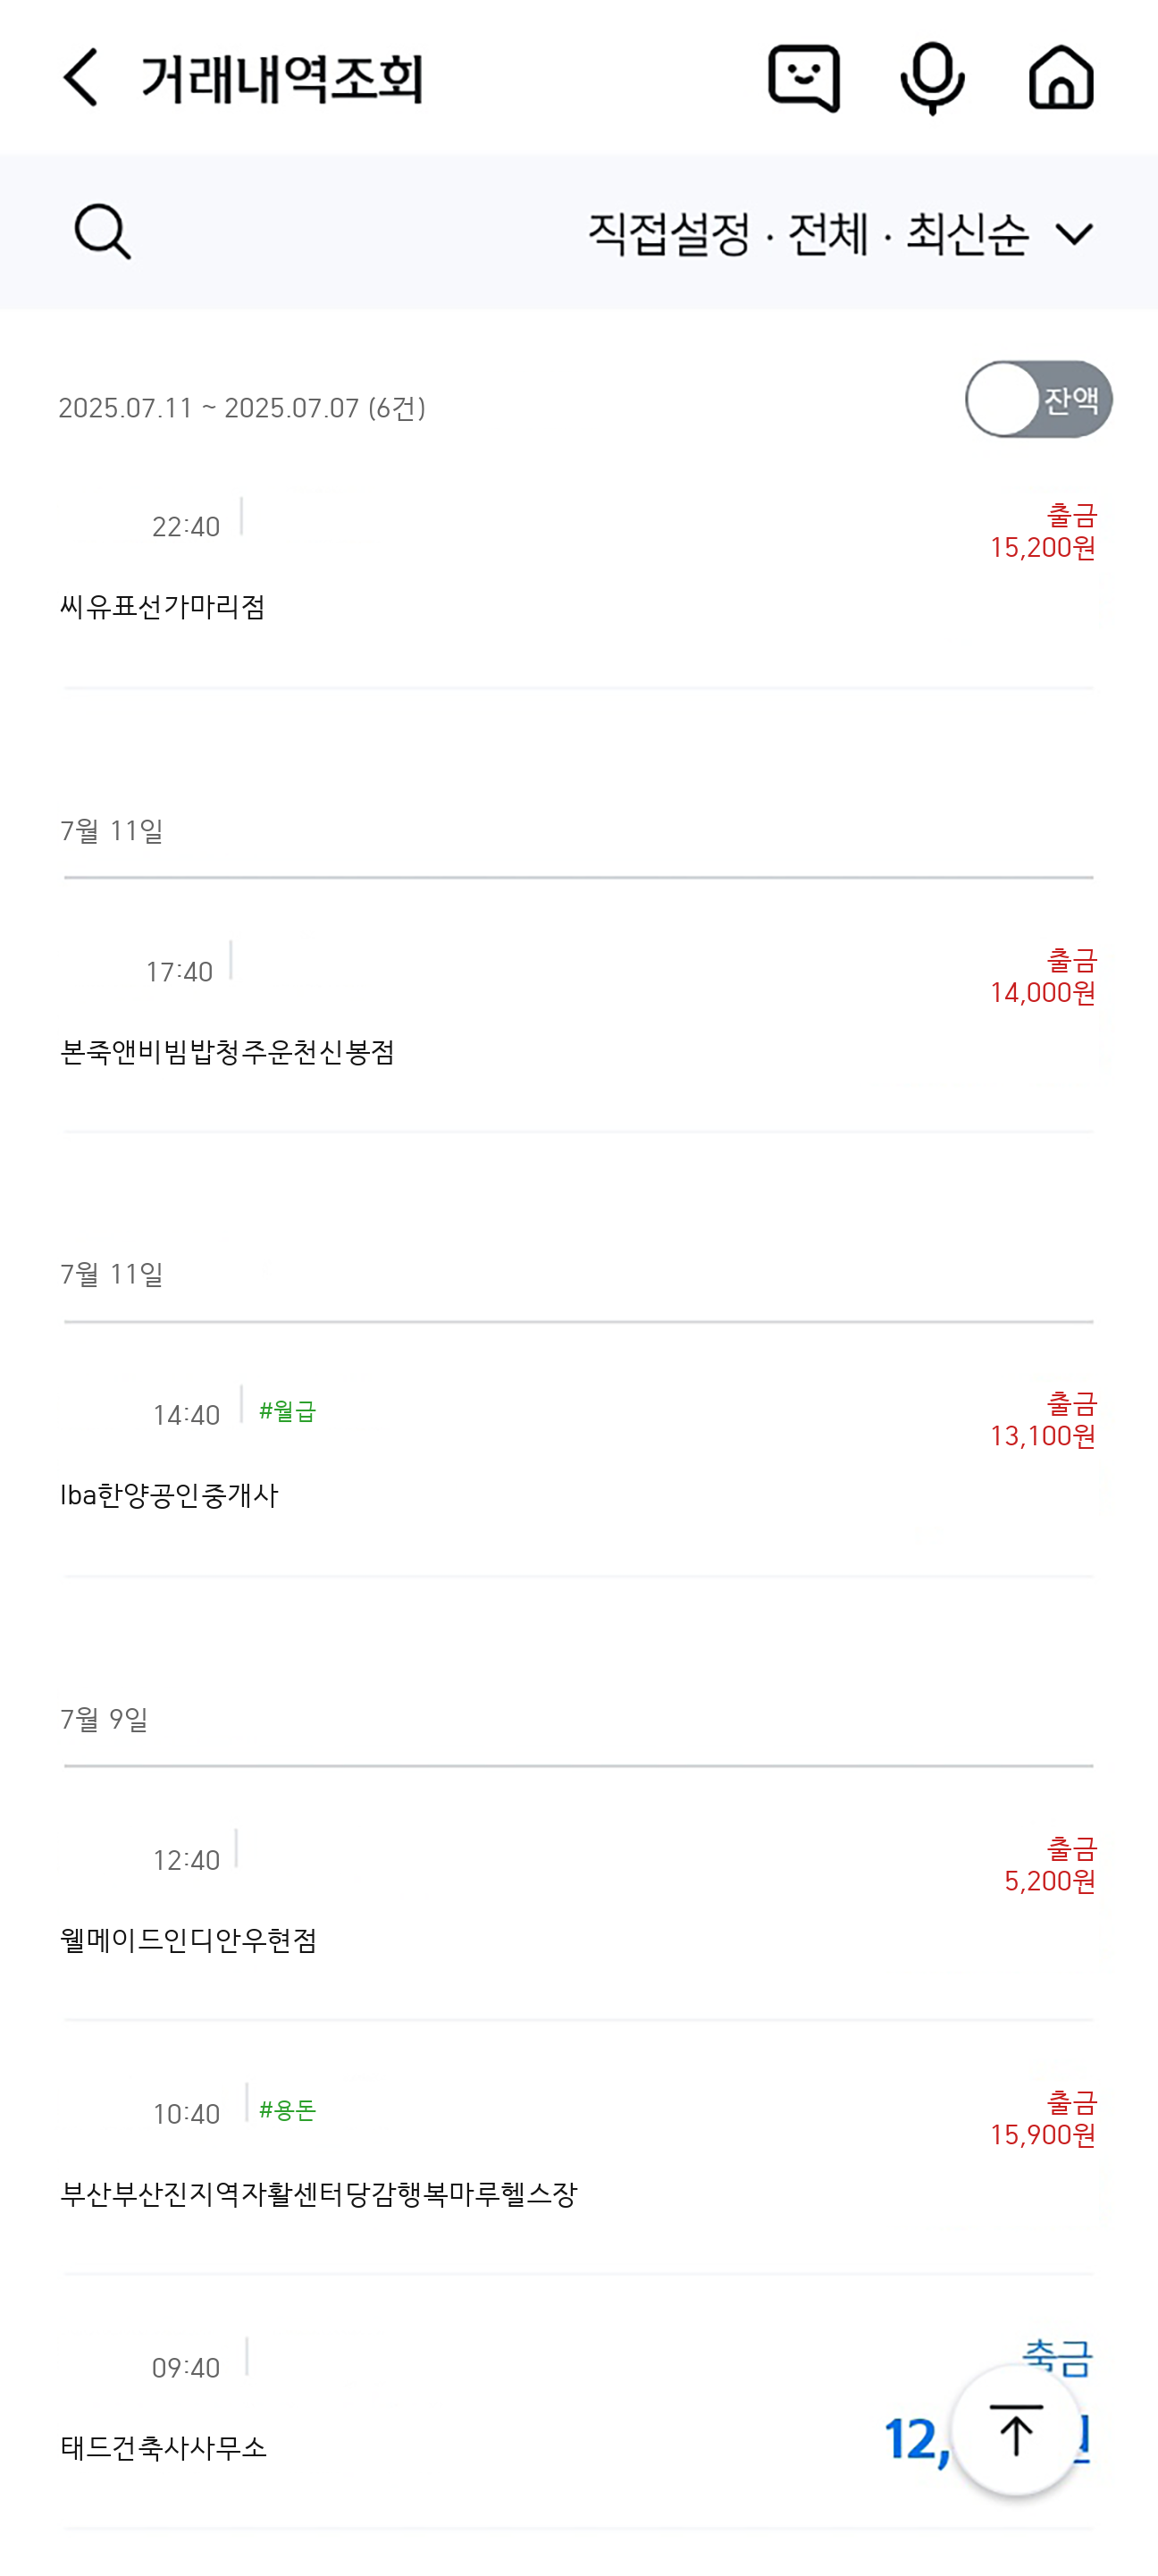 거래내역조회
직접설정 · 전체 · 최신순
잔액
2025.07.11 ~ 2025.07.07 (6건)
22:40
출금
15,200원
씨유표선가마리점
7월 11일
17:40
출금
14,000원
본죽앤비빔밥청주운천신봉점
7월 11일
14:40 #월급
출금
13,100원
lba한양공인중개사
7월 9일
12:40
출금
5,200원
웰메이드인디안우현점
10:40 #용돈
출금
15,900원
부산부산진지역자활센터당감행복마루헬스장
09:40
태드건축사사무소
12,